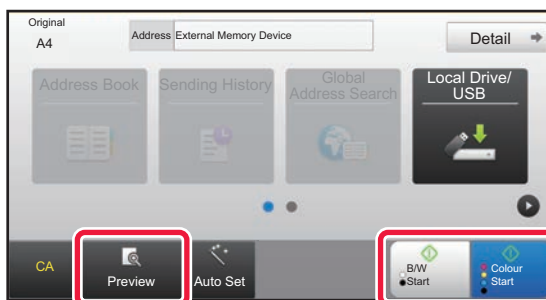 Original
A4
Address External Memory Device
Detail
Address Book
Sending History
Global
Address Search
Local Drive/
USB
CA
Preview
Auto Set
B/W
Start
Colour
Start